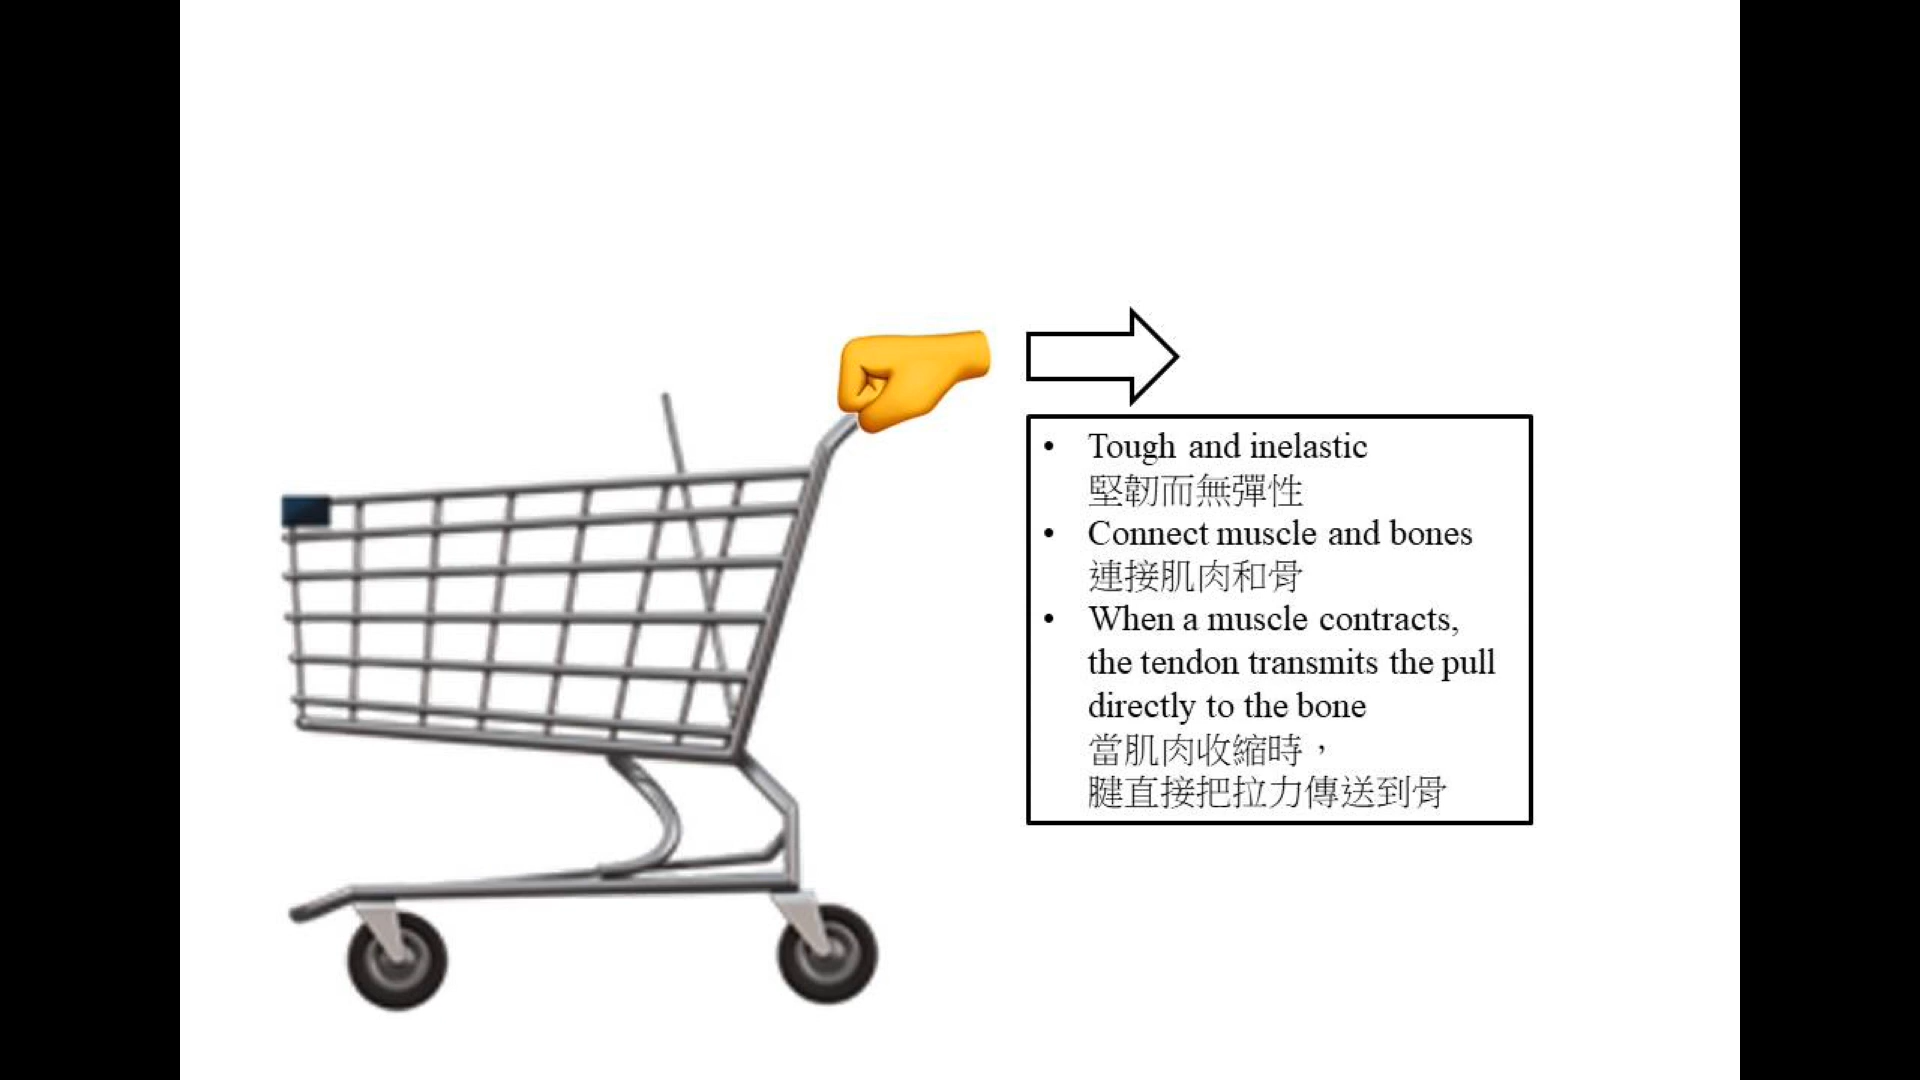 • Tough and inelastic
堅韌而無彈性
• Connect muscle and bones
連接肌肉和骨
• When a muscle contracts,
the tendon transmits the pull
directly to the bone
當肌肉收縮時，
腱直接把拉力傳送到骨